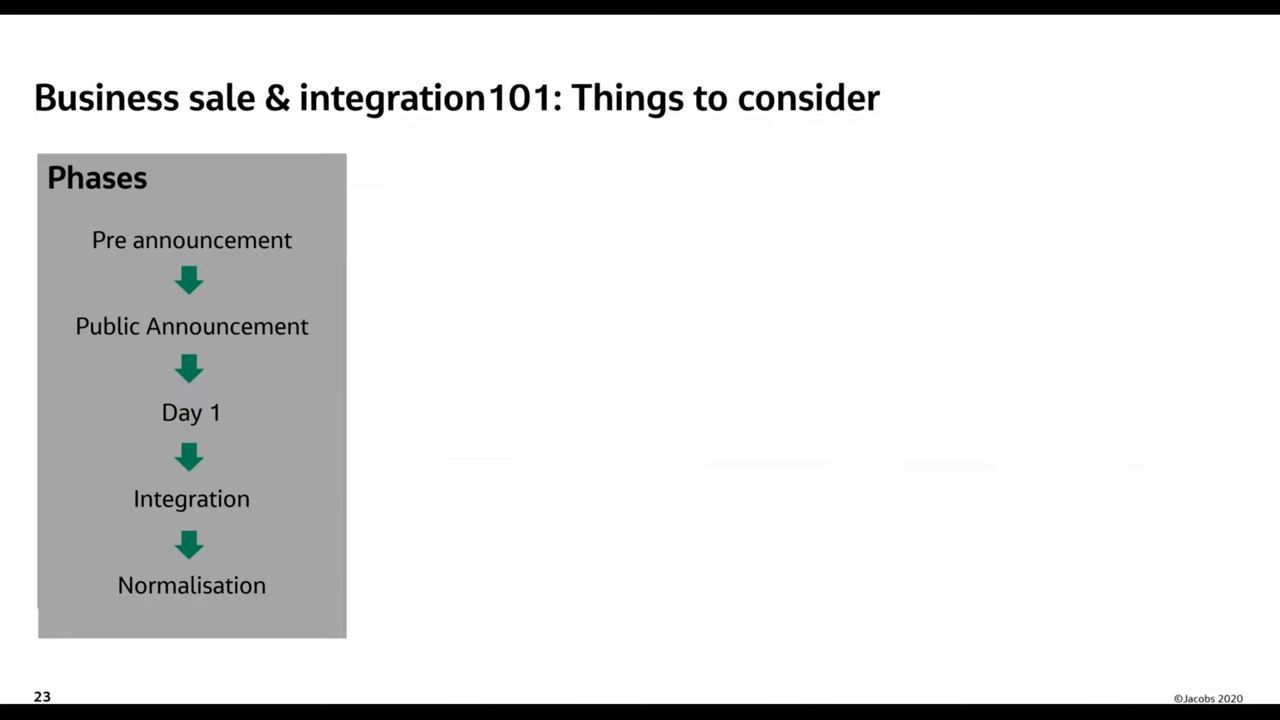 Business sale & integration101: Things to consider
Phases
Pre announcement
Public Announcement
Day 1
Integration
Normalisation
23
©Jacobs 2020